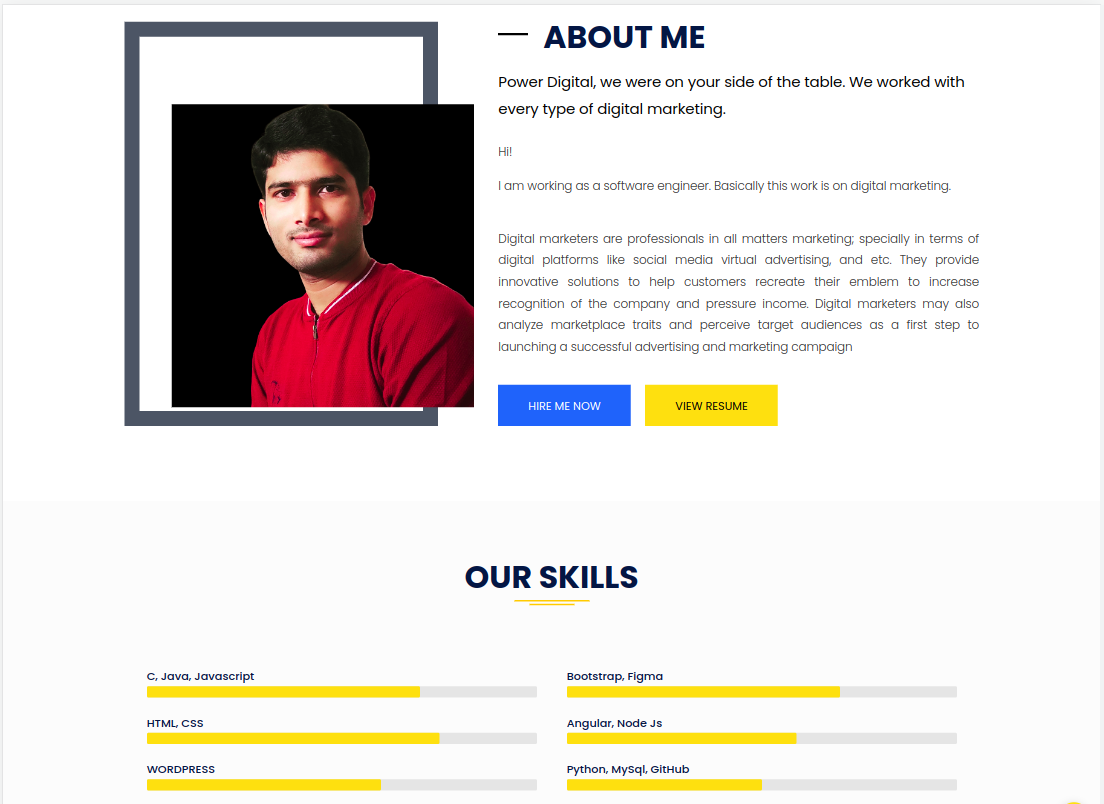 ABOUT ME
Power Digital, we were on your side of the table. We worked with
every type of digital marketing.
Hi!
I am working as a software engineer. Basically this work is on digital marketing.
Digital marketers are professionals in all matters marketing; specially in terms of
digital platforms like social media virtual advertising, and etc. They provide
innovative solutions to help customers recreate their emblem to increase
recognition of the company and pressure income. Digital marketers may also
analyze marketplace traits and perceive target audiences as a first step to
launching a successful advertising and marketing campaign
HIRE ME NOW
VIEW RESUME
OUR SKILLS
C, Java, Javascript
Bootstrap, Figma
HTML, CSS
Angular, Node Js
WORDPRESS
Python, MySql, GitHub